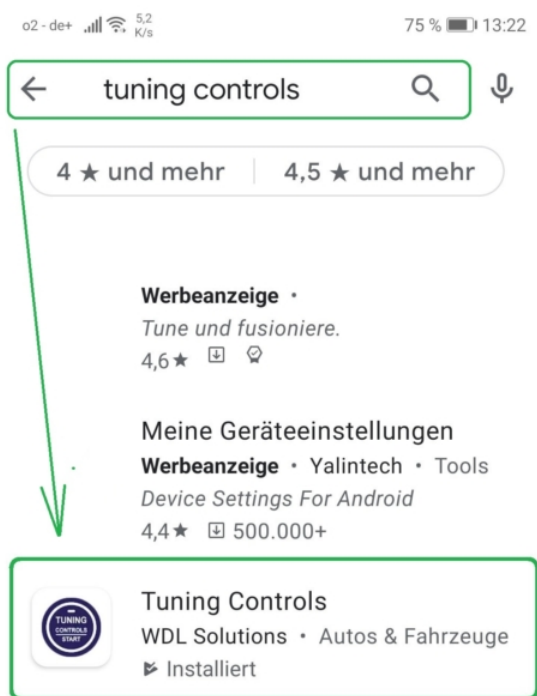 o2 - de+ 5,2 K/s 75 % 13:22
tuning controls
4 ★ und mehr 4,5 ★ und mehr
Werbeanzeige •
Tune und fusioniere.
4,6 ★
Meine Geräteeinstellungen
Werbeanzeige • Yalintech • Tools
Device Settings For Android
4,4 ★ 500.000+
TUNING
CONTROLS
START
Tuning Controls
WDL Solutions • Autos & Fahrzeuge
Installiert